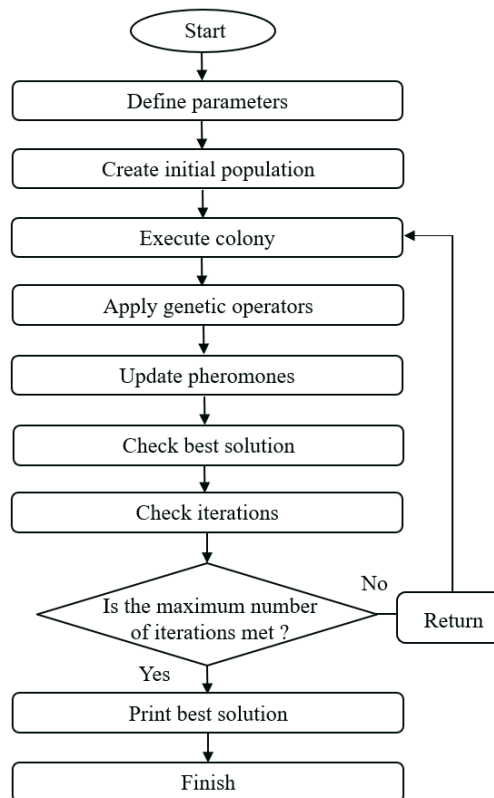 Start
Define parameters
Create initial population
Execute colony
Apply genetic operators
Update pheromones
Check best solution
Check iterations
Is the maximum number
of iterations met ?
No
Return
Yes
Print best solution
Finish